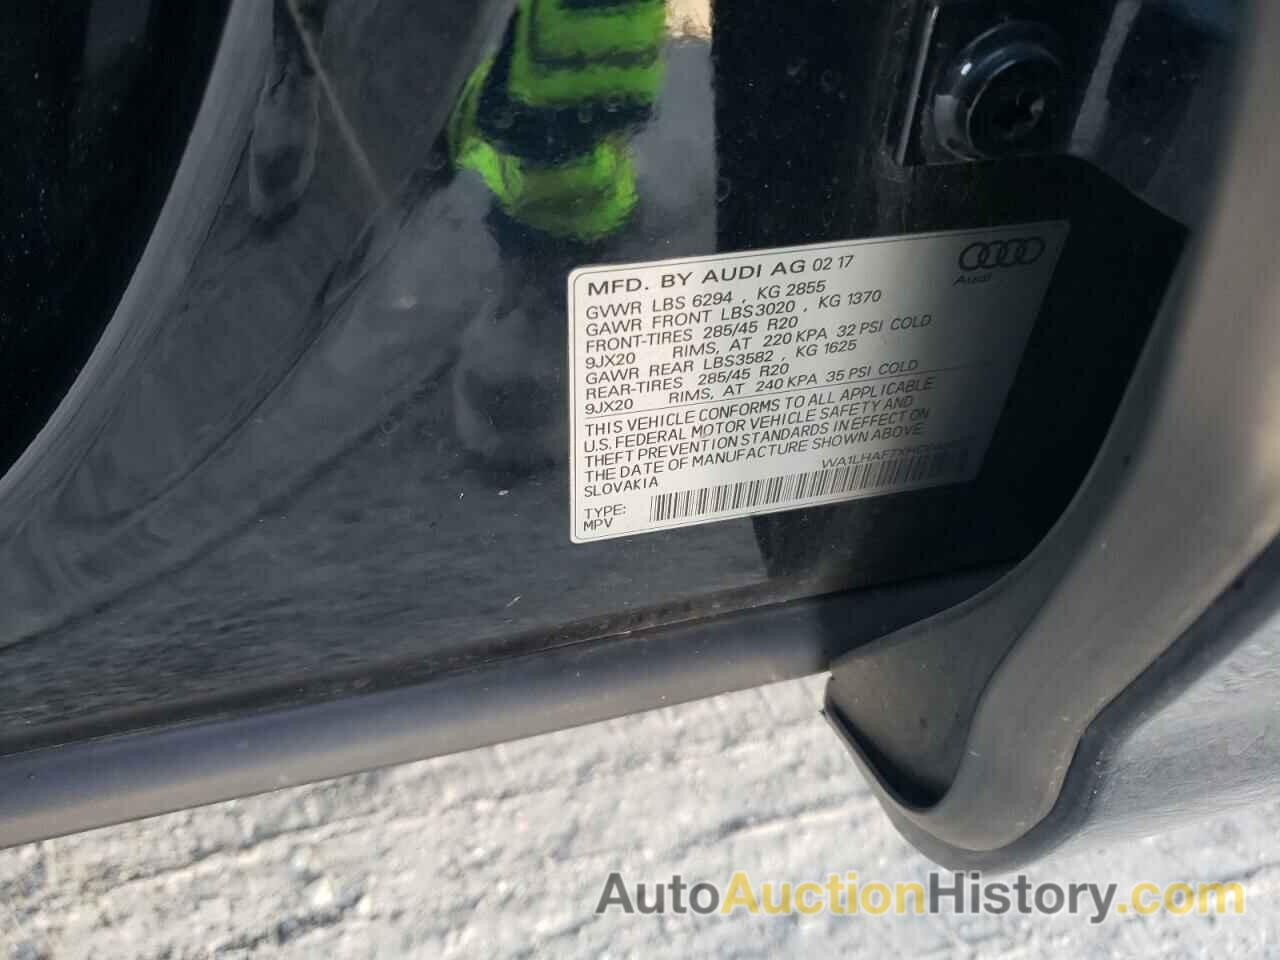 MFD. BY AUDI AG 02 17
Audi
GVWR LBS 6294 , KG 2855
GAWR FRONT LBS3020 , KG 1370
FRONT-TIRES 285/45 R20
9JX20 RIMS, AT 220 KPA 32 PSI COLD
GAWR REAR LBS3582 , KG 1625
REAR-TIRES 285/45 R20
9JX20 RIMS, AT 240 KPA 35 PSI COLD
THIS VEHICLE CONFORMS TO ALL APPLICABLE
U.S. FEDERAL MOTOR VEHICLE SAFETY AND
THEFT PREVENTION STANDARDS IN EFFECT ON
THE DATE OF MANUFACTURE SHOWN ABOVE.
SLOVAKIA
TYPE:
MPV
AutoAuctionHistory.com